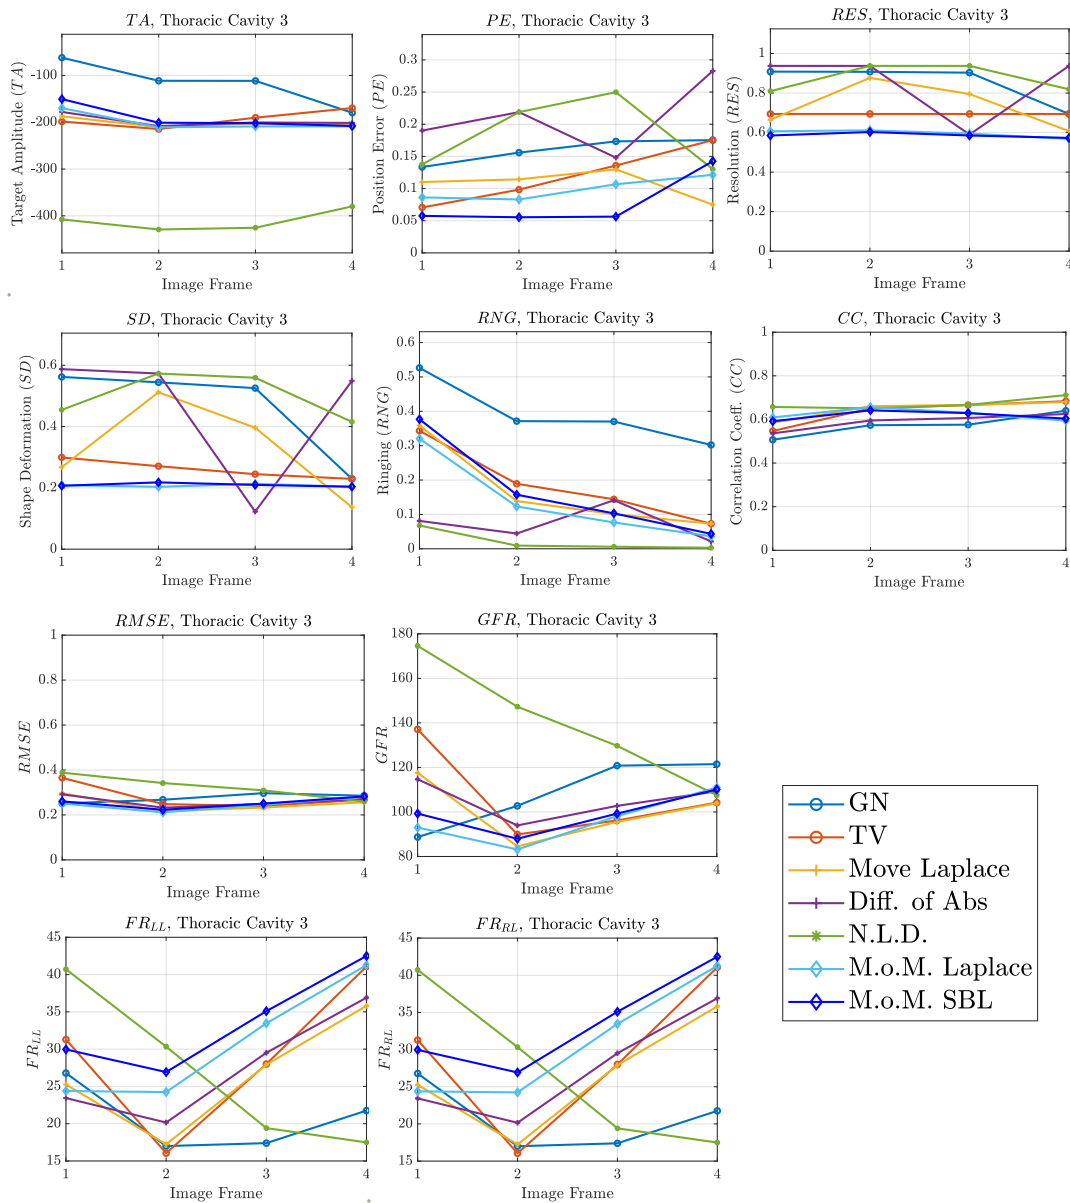 TA, Thoracic Cavity 3
Target Amplitude (TA)
-100
-200
-300
-400
1 2 3 4
Image Frame
PE, Thoracic Cavity 3
Position Error (PE)
0.3
0.25
0.2
0.15
0.1
0.05
0
1 2 3 4
Image Frame
RES, Thoracic Cavity 3
Resolution (RES)
1
0.8
0.6
0.4
0.2
0
1 2 3 4
Image Frame
SD, Thoracic Cavity 3
Shape Deformation (SD)
0.6
0.4
0.2
0
1 2 3 4
Image Frame
RNG, Thoracic Cavity 3
Ringing (RNG)
0.6
0.5
0.4
0.3
0.2
0.1
0
1 2 3 4
Image Frame
CC, Thoracic Cavity 3
Correlation Coeff. (CC)
1
0.8
0.6
0.4
0.2
0
1 2 3 4
Image Frame
RMSE, Thoracic Cavity 3
RMSE
1
0.8
0.6
0.4
0.2
0
1 2 3 4
Image Frame
GFR, Thoracic Cavity 3
GFR
180
160
140
120
100
80
1 2 3 4
Image Frame
GN
TV
Move Laplace
Diff. of Abs
N.L.D.
M.o.M. Laplace
M.o.M. SBL
FR_LL, Thoracic Cavity 3
FR_LL
45
40
35
30
25
20
15
1 2 3 4
Image Frame
FR_RL, Thoracic Cavity 3
FR_RL
45
40
35
30
25
20
15
1 2 3 4
Image Frame